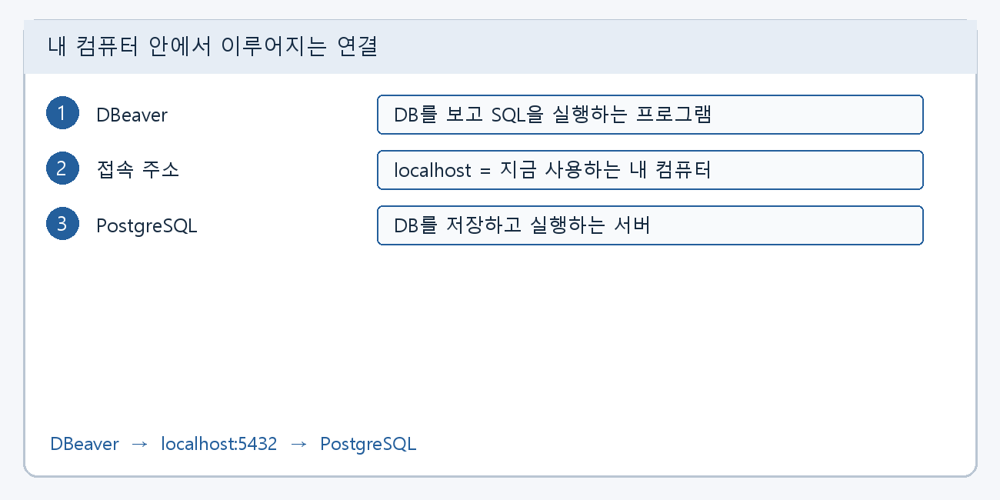 내 컴퓨터 안에서 이루어지는 연결
1 DBeaver DB를 보고 SQL을 실행하는 프로그램
2 접속 주소 localhost = 지금 사용하는 내 컴퓨터
3 PostgreSQL DB를 저장하고 실행하는 서버
DBeaver → localhost:5432 → PostgreSQL